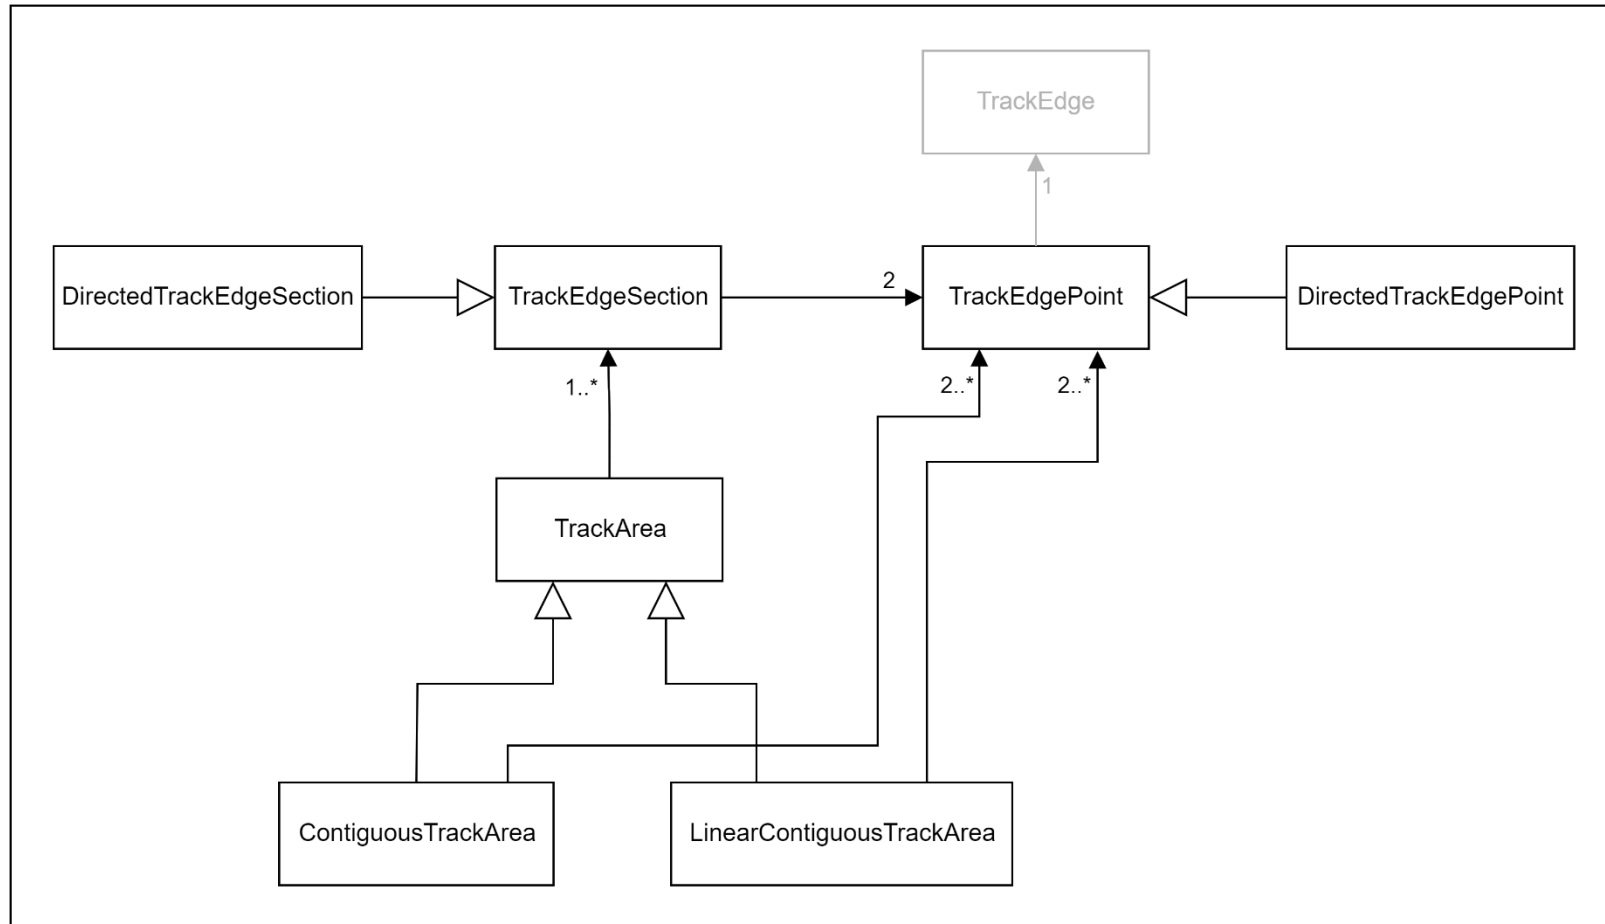 TrackEdge
1
DirectedTrackEdgeSection
TrackEdgeSection
2
TrackEdgePoint
DirectedTrackEdgePoint
1..*
2..*
2..*
TrackArea
ContiguousTrackArea
LinearContiguousTrackArea